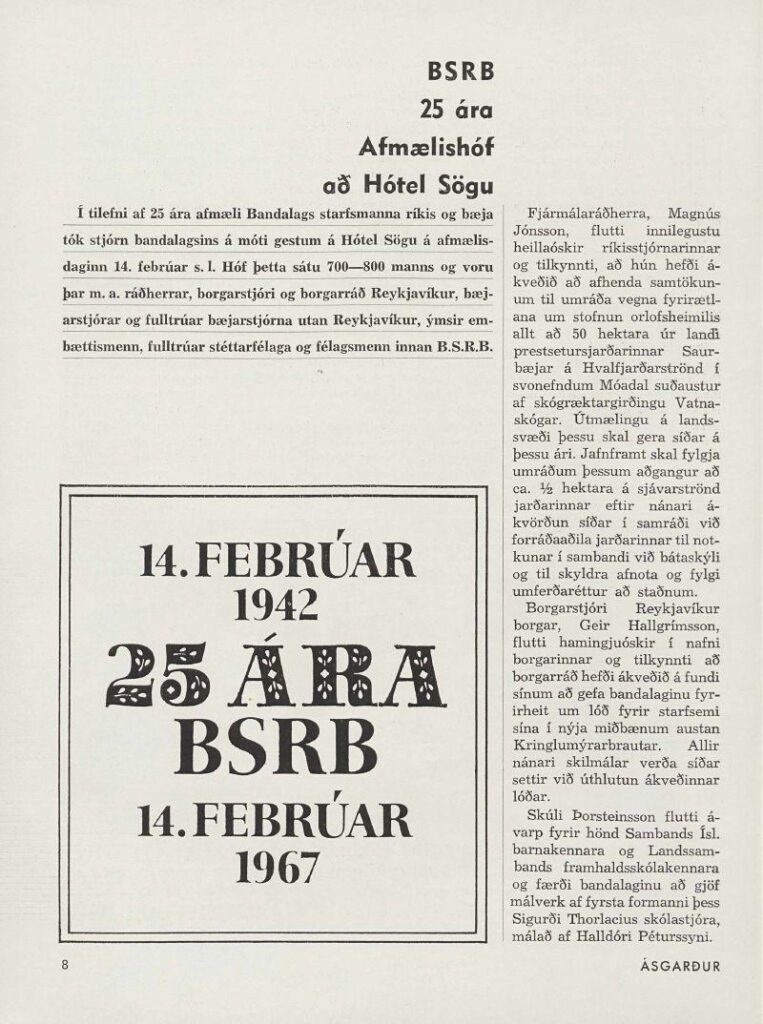 BSRB
25 ára
Afmælishóf
að Hótel Sögu
Í tilefni af 25 ára afmæli Bandalags starfsmanna ríkis og bæja
tók stjórn bandalagsins á móti gestum á Hótel Sögu á afmælis-
daginn 14. febrúar s. l. Hóf þetta sátu 700—800 manns og voru
þar m. a. ráðherrar, borgarstjóri og borgarráð Reykjavíkur, bæj-
arstjórar og fulltrúar bæjarstjórna utan Reykjavíkur, ýmsir em-
bættismenn, fulltrúar stéttarfélaga og félagsmenn innan B.S.R.B.
14. FEBRÚAR
1942
25 ÁRA
BSRB
14. FEBRÚAR
1967
Fjármálaráðherra, Magnús
Jónsson, flutti innilegustu
heillaóskir ríkisstjórnarinnar
og tilkynnti, að hún hefði á-
kveðið að afhenda samtökun-
um til umráða vegna fyrirætl-
ana um stofnun orlofsheimilis
allt að 50 hektara úr landi
prestsetursjarðarinnar Saur-
bæjar á Hvalfjarðarströnd í
svonefndum Móadal suðaustur
af skógræktargirðingu Vatna-
skógar. Útmælingu á lands-
svæði þessu skal gera síðar á
þessu ári. Jafnframt skal fylgja
umráðum þessum aðgangur að
ca. ½ hektara á sjávarströnd
jarðarinnar eftir nánari á-
kvörðun síðar í samráði við
forráðaaðila jarðarinnar til not-
kunar í sambandi við bátaskýli
og til skyldra afnota og fylgi
umferðaréttur að staðnum.
Borgarstjóri Reykjavíkur
borgar, Geir Hallgrímsson,
flutti hamingjuóskir í nafni
borgarinnar og tilkynnti að
borgarráð hefði ákveðið á fundi
sínum að gefa bandalaginu fyr-
irheit um lóð fyrir starfsemi
sína í nýja miðbænum austan
Kringlumýrarbrautar. Allir
nánari skilmálar verða síðar
settir við úthlutun ákveðinnar
lóðar.
Skúli Þorsteinsson flutti á-
varp fyrir hönd Sambands Ísl.
barnakennara og Landssam-
bands framhaldsskólakennara
og færði bandalaginu að gjöf
málverk af fyrsta formanni þess
Sigurði Thorlacius skólastjóra,
málað af Halldóri Péturssyni.
8
ÁSGARÐUR